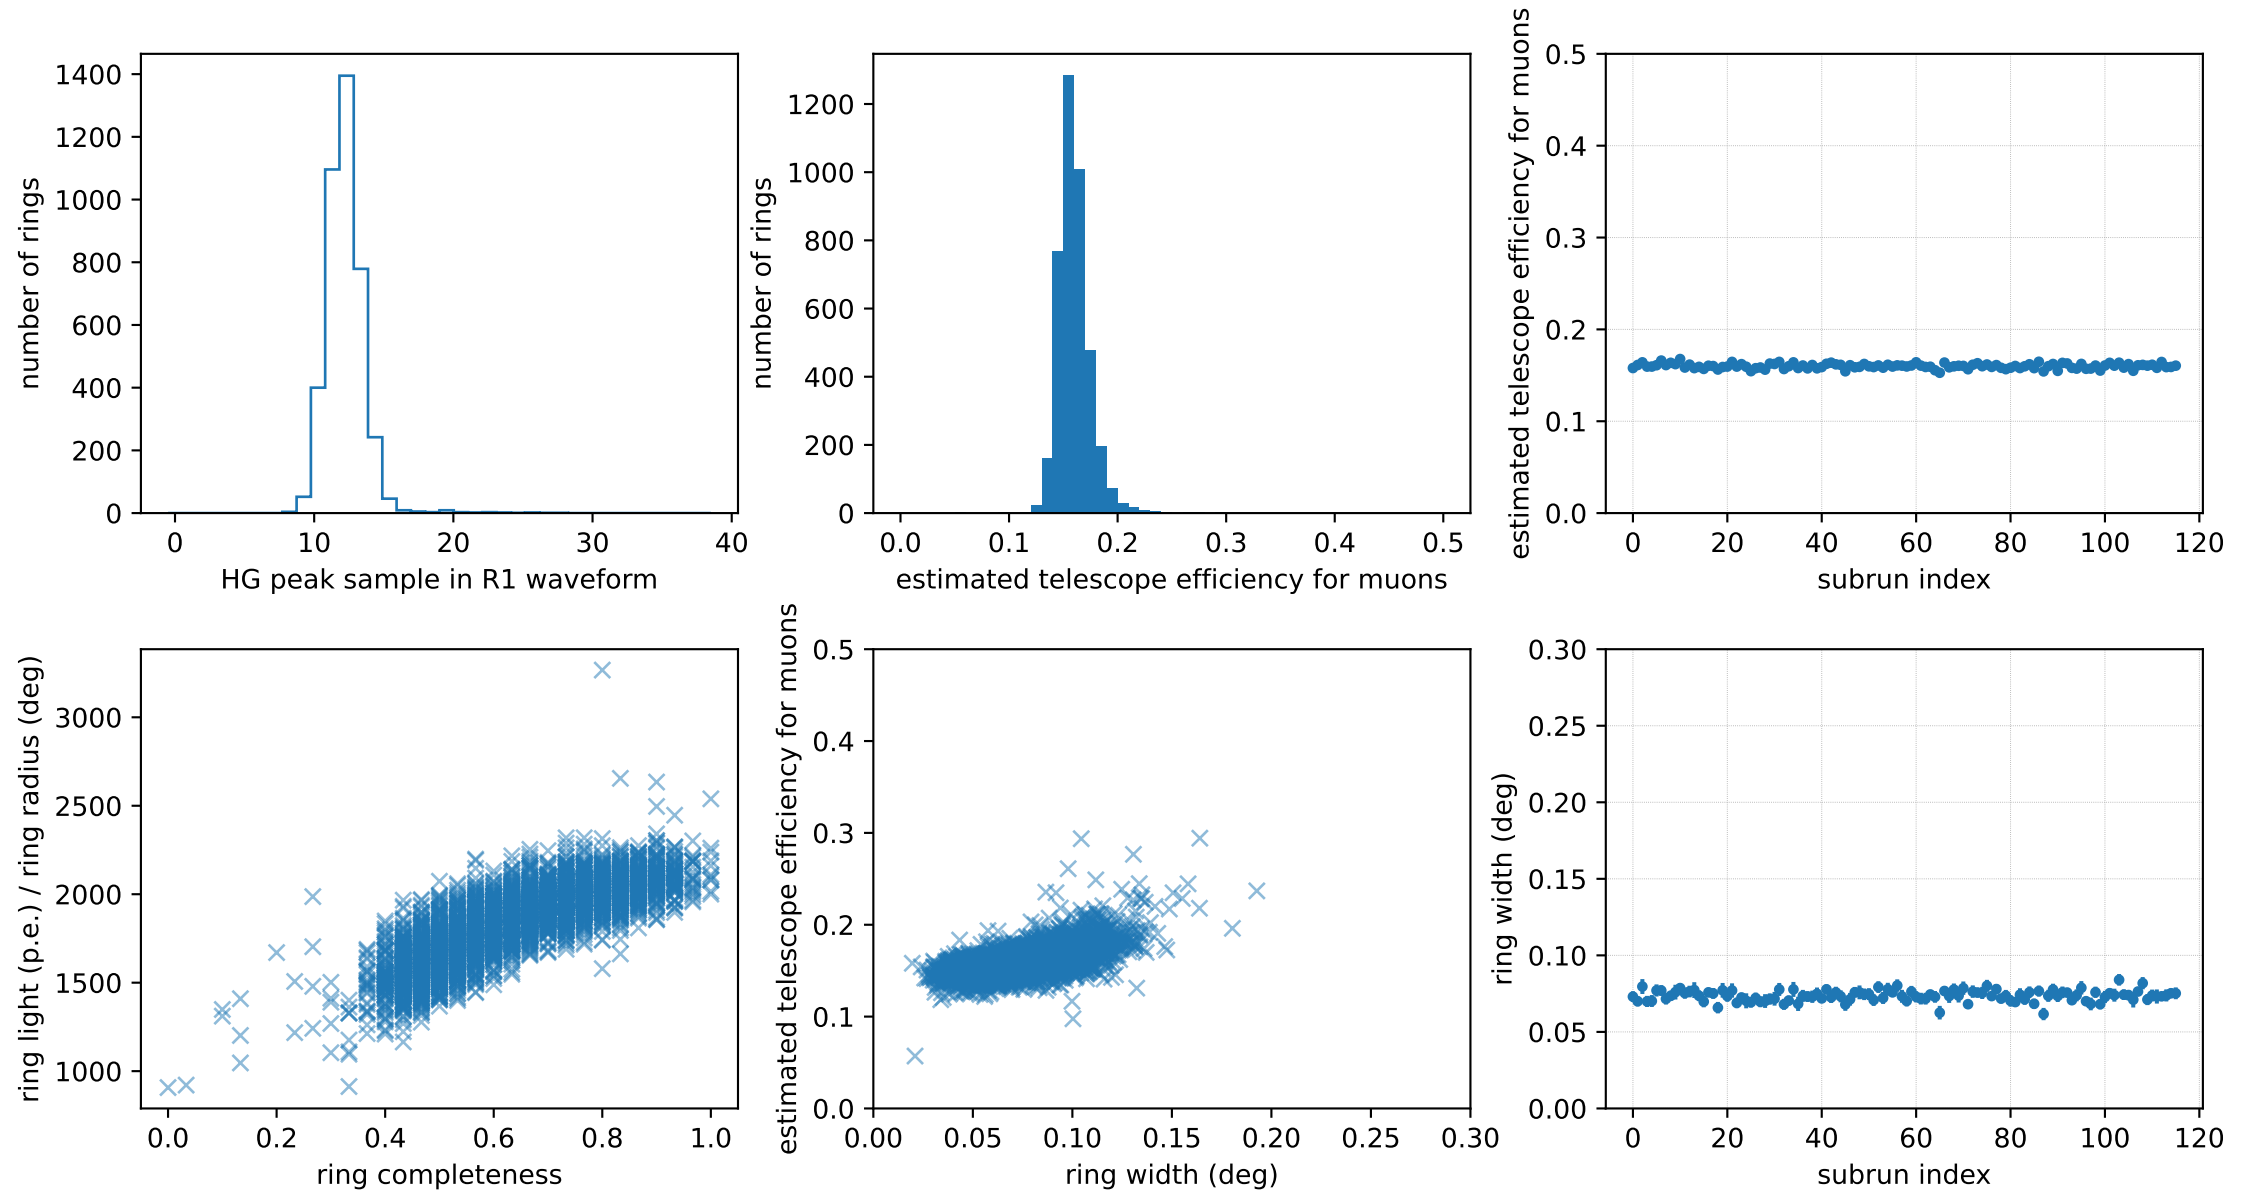 number of rings
1400
1200
1000
800
600
400
200
0
0 10 20 30 40
HG peak sample in R1 waveform
number of rings
1200
1000
800
600
400
200
0
0.0 0.1 0.2 0.3 0.4 0.5
estimated telescope efficiency for muons
estimated telescope efficiency for muons
0.5
0.4
0.3
0.2
0.1
0.0
0 20 40 60 80 100 120
subrun index
ring light (p.e.) / ring radius (deg)
3000
2500
2000
1500
1000
0.0 0.2 0.4 0.6 0.8 1.0
ring completeness
estimated telescope efficiency for muons
0.5
0.4
0.3
0.2
0.1
0.0
0.00 0.05 0.10 0.15 0.20 0.25 0.30
ring width (deg)
ring width (deg)
0.30
0.25
0.20
0.15
0.10
0.05
0.00
0 20 40 60 80 100 120
subrun index